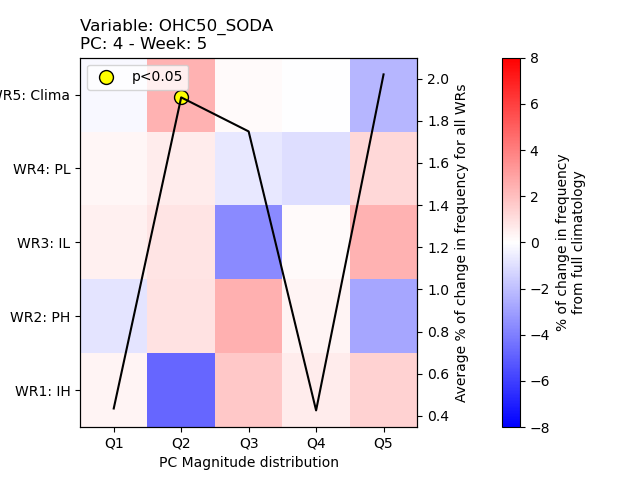 Variable: OHC50_SODA
PC: 4 - Week: 5
p<0.05
WR5: Clima
WR4: PL
WR3: IL
WR2: PH
WR1: IH
Q1 Q2 Q3 Q4 Q5
PC Magnitude distribution
2.0
1.8
1.6
1.4
1.2
1.0
0.8
0.6
0.4
Average % of change in frequency for all WRs
8
6
4
2
0
−2
−4
−6
−8
% of change in frequency
from full climatology